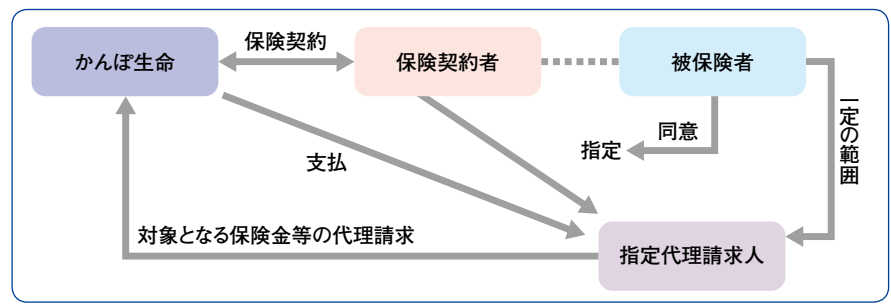 かんぽ生命
保険契約
保険契約者
被保険者
同意
指定
一定の範囲
支払
対象となる保険金等の代理請求
指定代理請求人